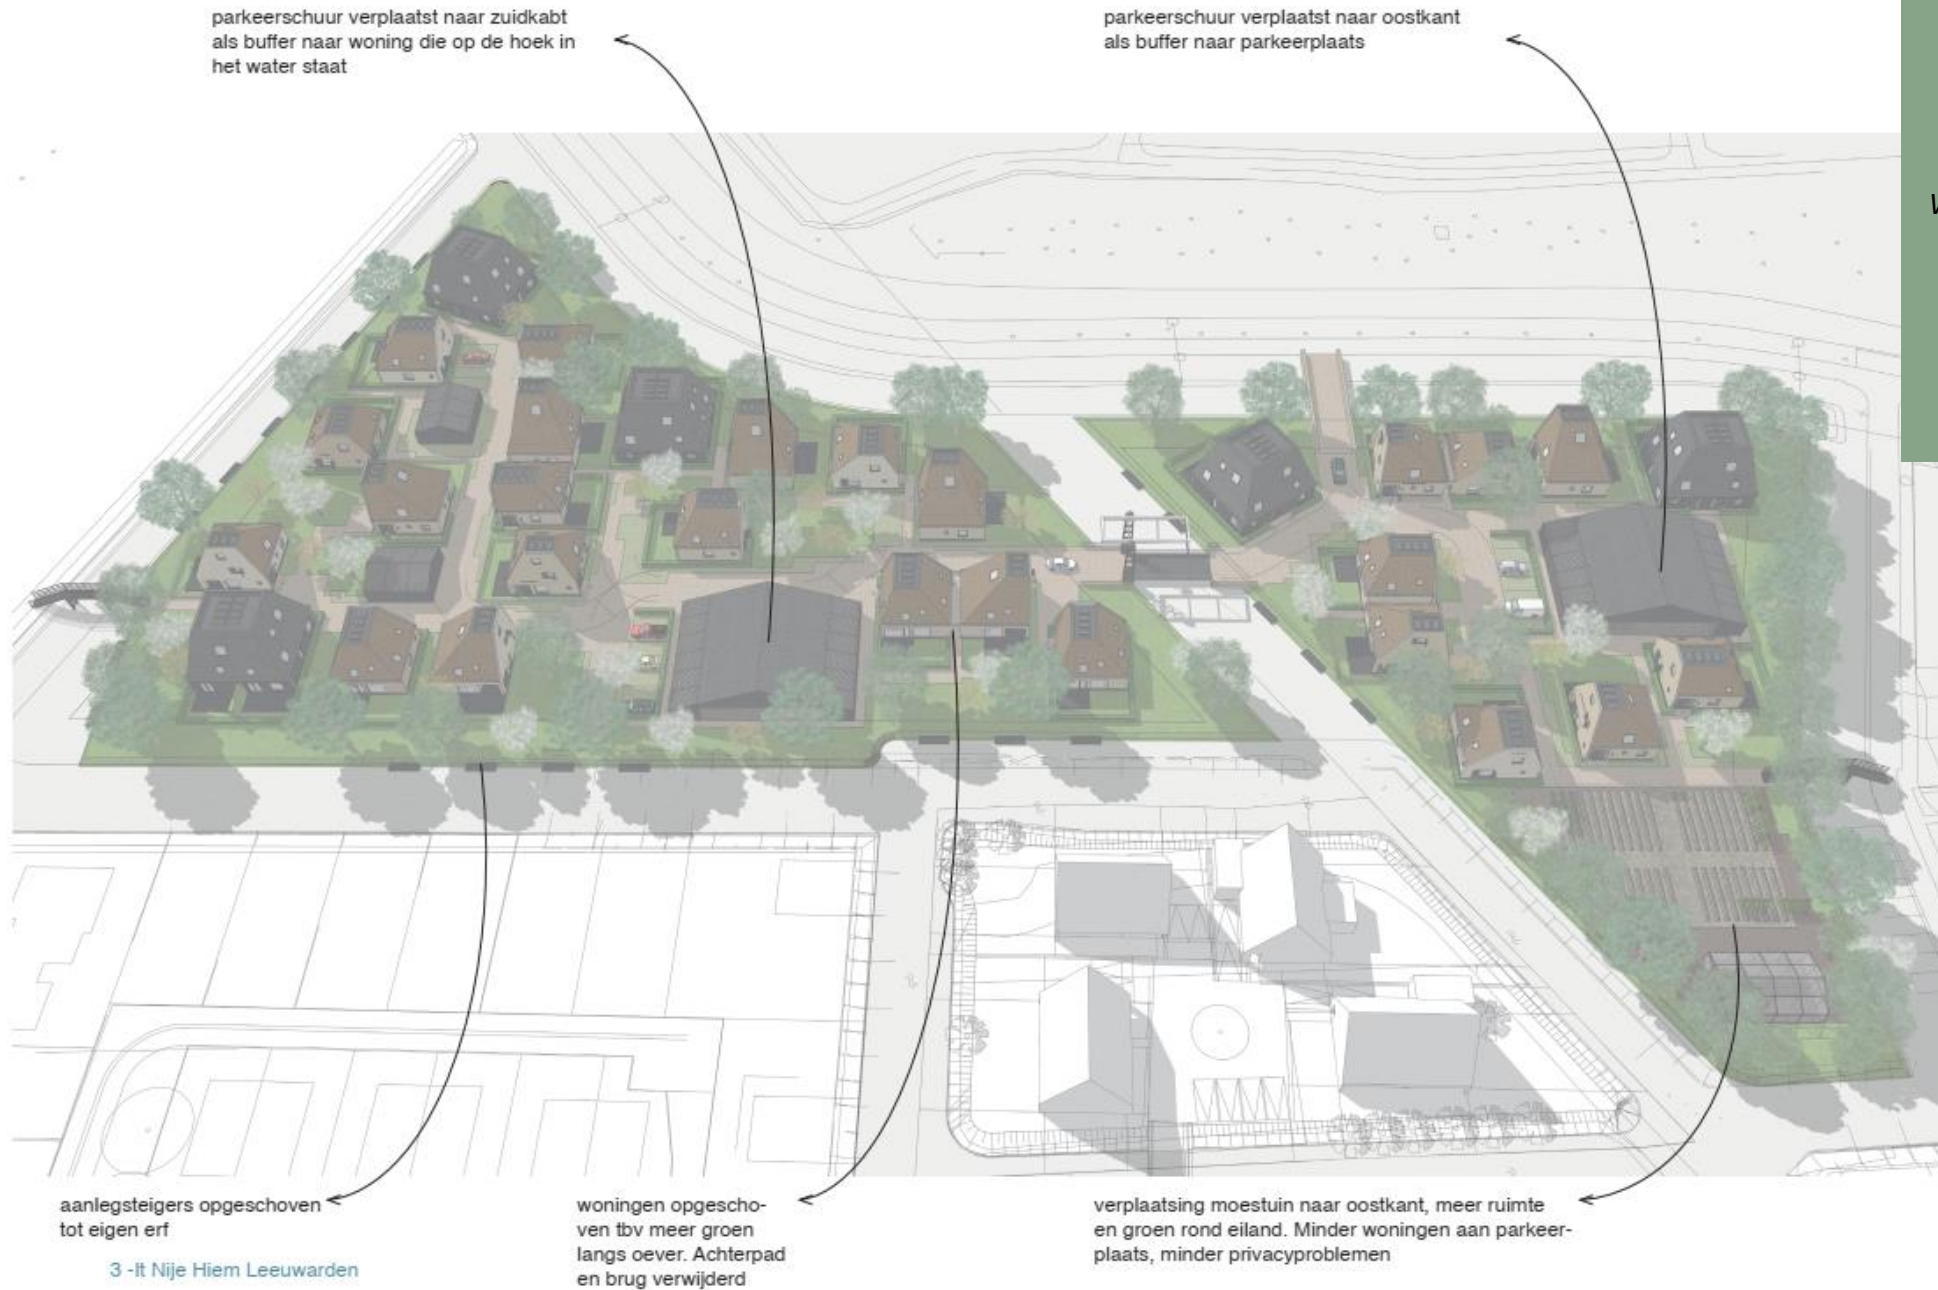 parkeerschuur verplaatst naar zuidkabt
als buffer naar woning die op de hoek in
het water staat
parkeerschuur verplaatst naar oostkant
als buffer naar parkeerplaats
aanlegsteigers opgeschoven
tot eigen erf
woningen opgescho-
ven tbv meer groen
langs oever. Achterpad
en brug verwijderd
verplaatsing moestuin naar oostkant, meer ruimte
en groen rond eiland. Minder woningen aan parkeer-
plaats, minder privacyproblemen
3 -It Nije Hiem Leeuwarden